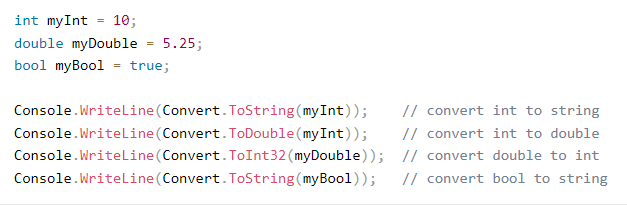 int myInt = 10;
double myDouble = 5.25;
bool myBool = true;
Console.WriteLine(Convert.ToString(myInt));    // convert int to string
Console.WriteLine(Convert.ToDouble(myInt));    // convert int to double
Console.WriteLine(Convert.ToInt32(myDouble));  // convert double to int
Console.WriteLine(Convert.ToString(myBool));   // convert bool to string